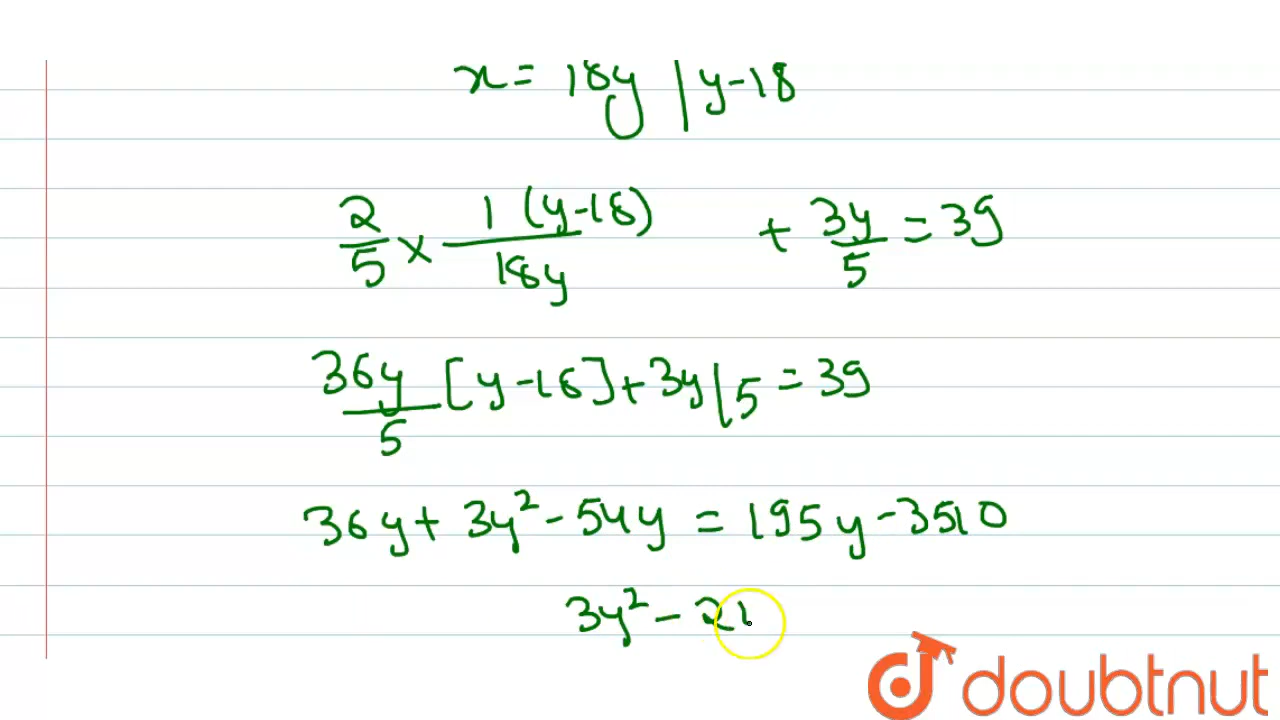 x = 18y / y-18
2/5 × 1(y-18)/18y + 3y/5 = 39
36y/5 [y-18] + 3y/5 = 39
36y + 3y² - 54y = 195y - 3510
3y² - 21
doubtnut